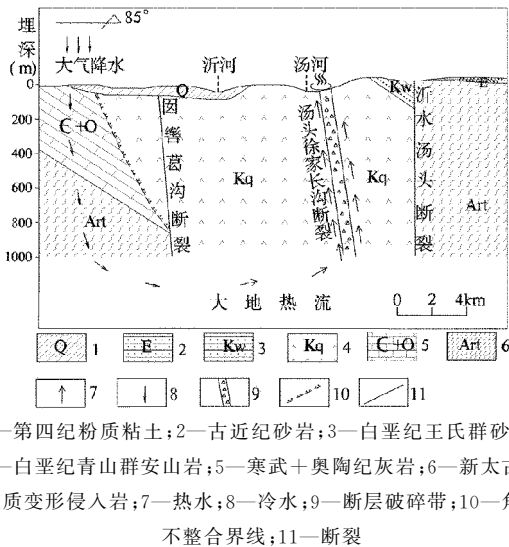 85°
埋深(m)
大气降水
沂河
汤河
0
200
400
600
800
1000
Q
Kw
E
Є+O
Kq
Kq
Art
Art
囡
葛沟断裂
汤头徐家长沟断裂
沂水汤头断裂
大地热流
0 2 4km
Q 1 E 2 Kw 3 Kq 4 Є+O 5 Art 6
7 8 9 10 11
—第四纪粉质粘土;2—古近纪砂岩;3—白垩纪王氏群砂
—白垩纪青山群安山岩;5—寒武+奥陶纪灰岩;6—新太古
质变形侵入岩;7—热水;8—冷水;9—断层破碎带;10—角
不整合界线;11—断裂